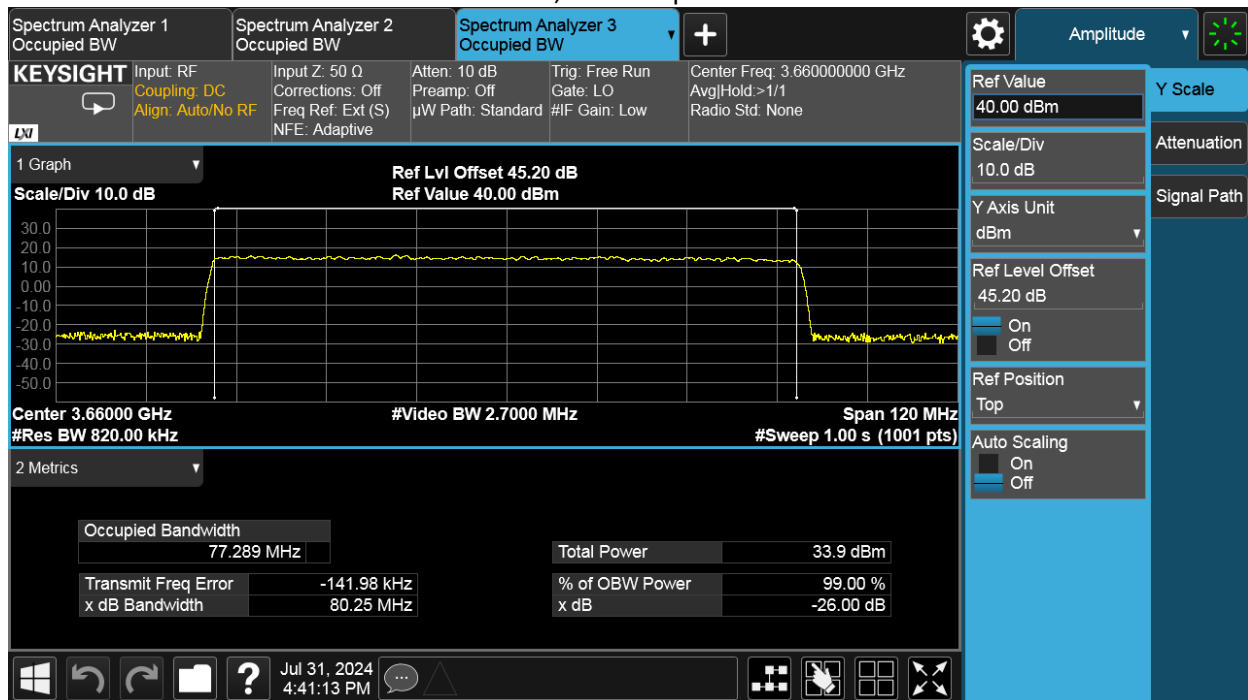 Spectrum Analyzer 1
Occupied BW
Spectrum Analyzer 2
Occupied BW
Spectrum Analyzer 3
Occupied BW
Amplitude
KEYSIGHT
LXI
Input: RF
Coupling: DC
Align: Auto/No RF
Input Z: 50 Ω
Corrections: Off
Freq Ref: Ext (S)
NFE: Adaptive
Atten: 10 dB
Preamp: Off
µW Path: Standard
Trig: Free Run
Gate: LO
#IF Gain: Low
Center Freq: 3.660000000 GHz
Avg|Hold:>1/1
Radio Std: None
1 Graph
Scale/Div 10.0 dB
Ref Lvl Offset 45.20 dB
Ref Value 40.00 dBm
30.0
20.0
10.0
0.00
-10.0
-20.0
-30.0
-40.0
-50.0
Center 3.66000 GHz
#Res BW 820.00 kHz
#Video BW 2.7000 MHz
Span 120 MHz
#Sweep 1.00 s (1001 pts)
2 Metrics
Occupied Bandwidth
77.289 MHz
Transmit Freq Error -141.98 kHz
x dB Bandwidth 80.25 MHz
Total Power 33.9 dBm
% of OBW Power 99.00 %
x dB -26.00 dB
Ref Value
40.00 dBm
Scale/Div
10.0 dB
Y Axis Unit
dBm
Ref Level Offset
45.20 dB
On
Off
Ref Position
Top
Auto Scaling
On
Off
Y Scale
Attenuation
Signal Path
?
Jul 31, 2024
4:41:13 PM